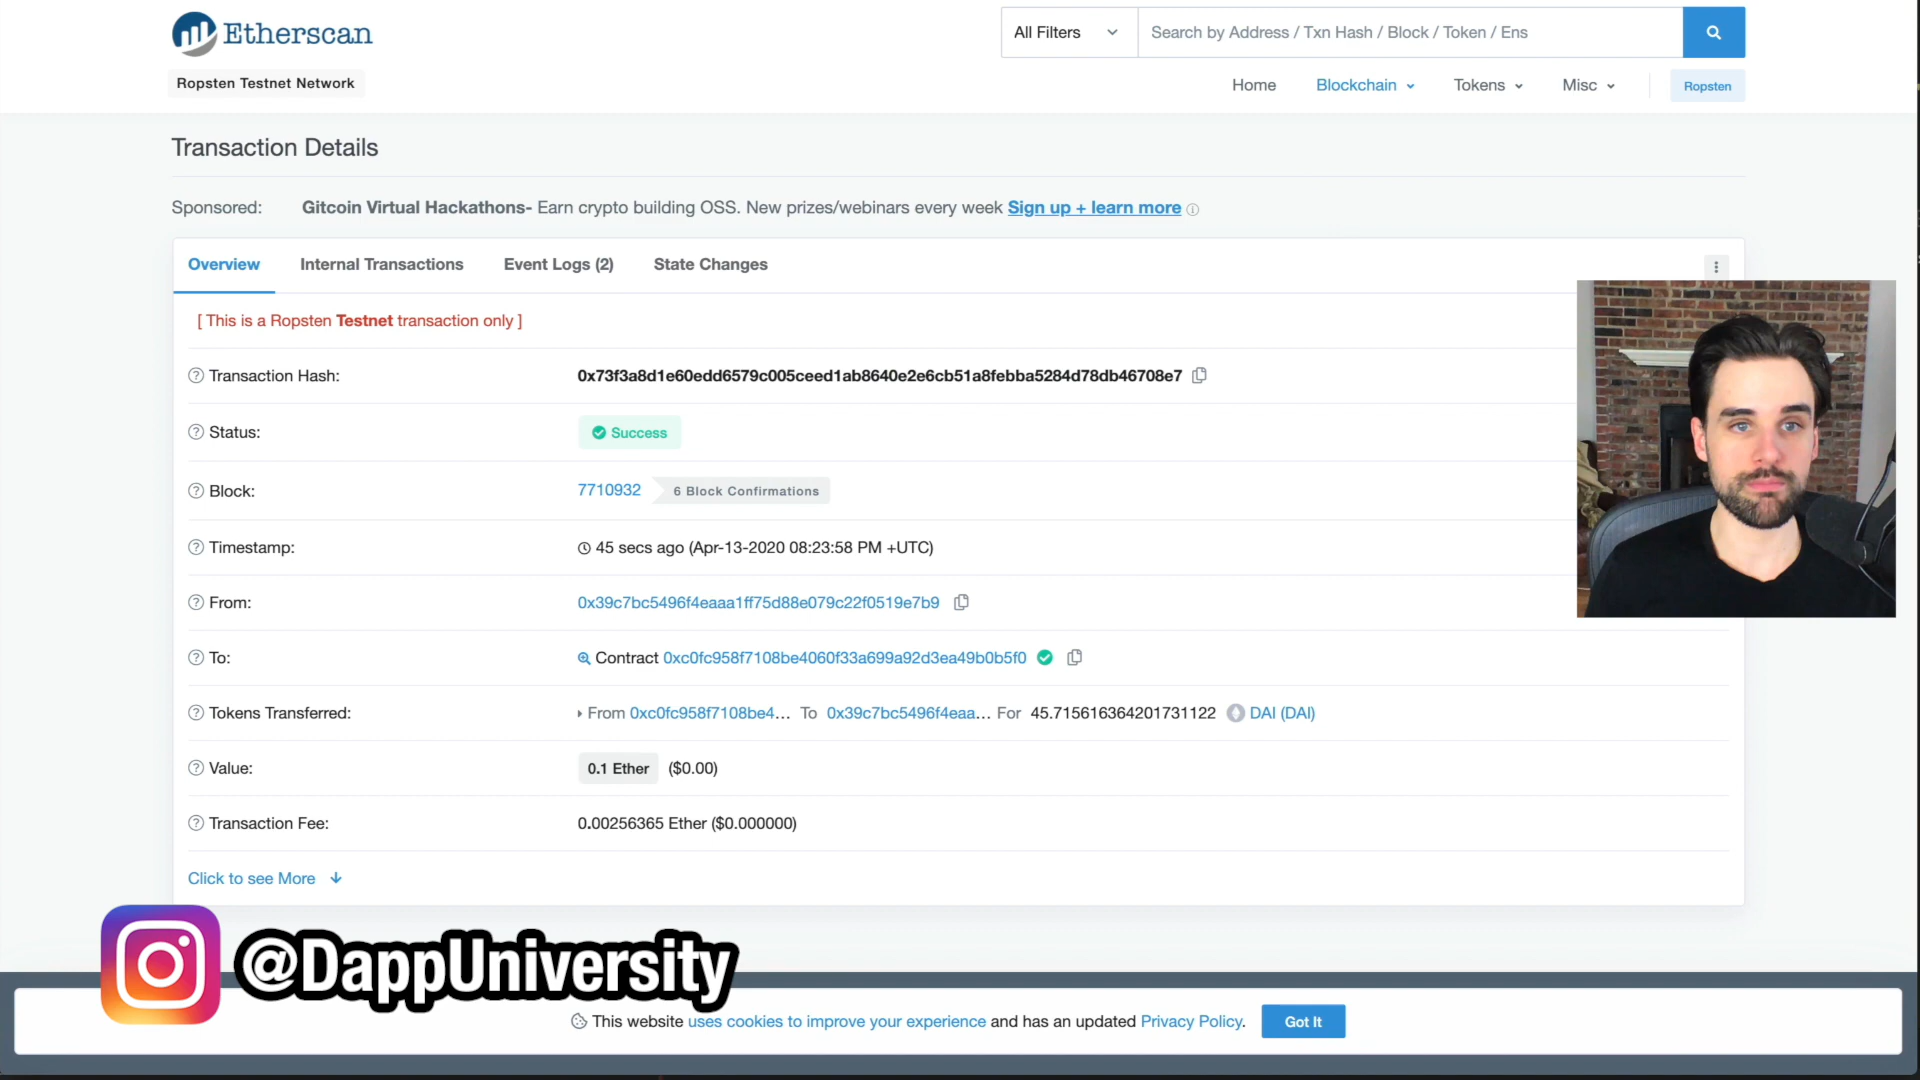 Etherscan
All Filters
Search by Address / Txn Hash / Block / Token / Ens
Ropsten Testnet Network
Home
Blockchain
Tokens
Misc
Ropsten
Transaction Details
Sponsored: Gitcoin Virtual Hackathons- Earn crypto building OSS. New prizes/webinars every week Sign up + learn more
Overview
Internal Transactions
Event Logs (2)
State Changes
[ This is a Ropsten Testnet transaction only ]
Transaction Hash: 0x73f3a8d1e60edd6579c005ceed1ab8640e2e6cb51a8febba5284d78db46708e7
Status: Success
Block: 7710932 6 Block Confirmations
Timestamp: 45 secs ago (Apr-13-2020 08:23:58 PM +UTC)
From: 0x39c7bc5496f4eaaa1ff75d88e079c22f0519e7b9
To: Contract 0xc0fc958f7108be4060f33a699a92d3ea49b0b5f0
Tokens Transferred: From 0xc0fc958f7108be4... To 0x39c7bc5496f4eaa... For 45.715616364201731122 DAI (DAI)
Value: 0.1 Ether ($0.00)
Transaction Fee: 0.00256365 Ether ($0.000000)
Click to see More
@DappUniversity
This website uses cookies to improve your experience and has an updated Privacy Policy.
Got It